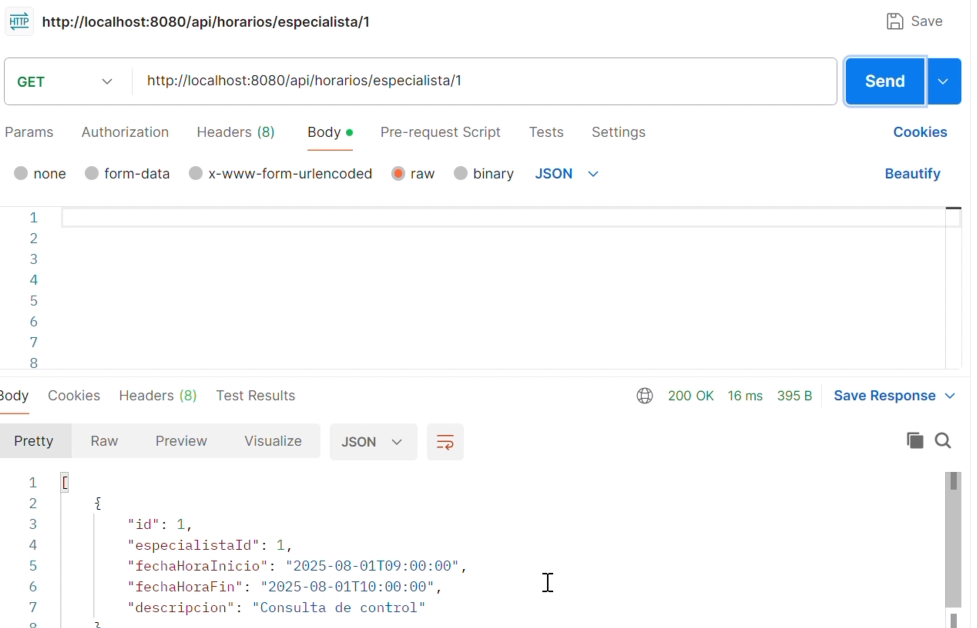 HTTP http://localhost:8080/api/horarios/especialista/1 Save
GET http://localhost:8080/api/horarios/especialista/1 Send
Params Authorization Headers (8) Body Pre-request Script Tests Settings Cookies
none form-data x-www-form-urlencoded raw binary JSON Beautify
1
2
3
4
5
6
7
8
Body Cookies Headers (8) Test Results 200 OK 16 ms 395 B Save Response
Pretty Raw Preview Visualize JSON
1 [
2 {
3 "id": 1,
4 "especialistaId": 1,
5 "fechaHoraInicio": "2025-08-01T09:00:00",
6 "fechaHoraFin": "2025-08-01T10:00:00",
7 "descripcion": "Consulta de control"
8 }